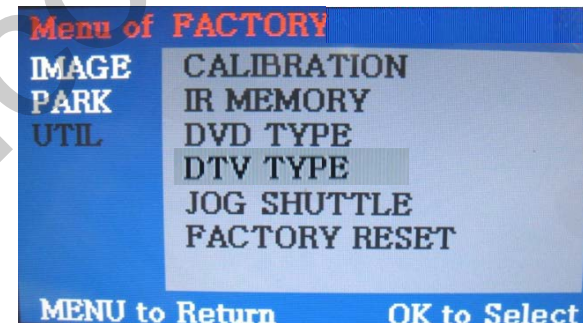 Menu of FACTORY
IMAGE
PARK
UTIL
CALIBRATION
IR MEMORY
DVD TYPE
DTV TYPE
JOG SHUTTLE
FACTORY RESET
MENU to Return
OK to Select